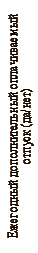 Ежегодный дополнительный оплачиваемый
отпуск (да/нет)